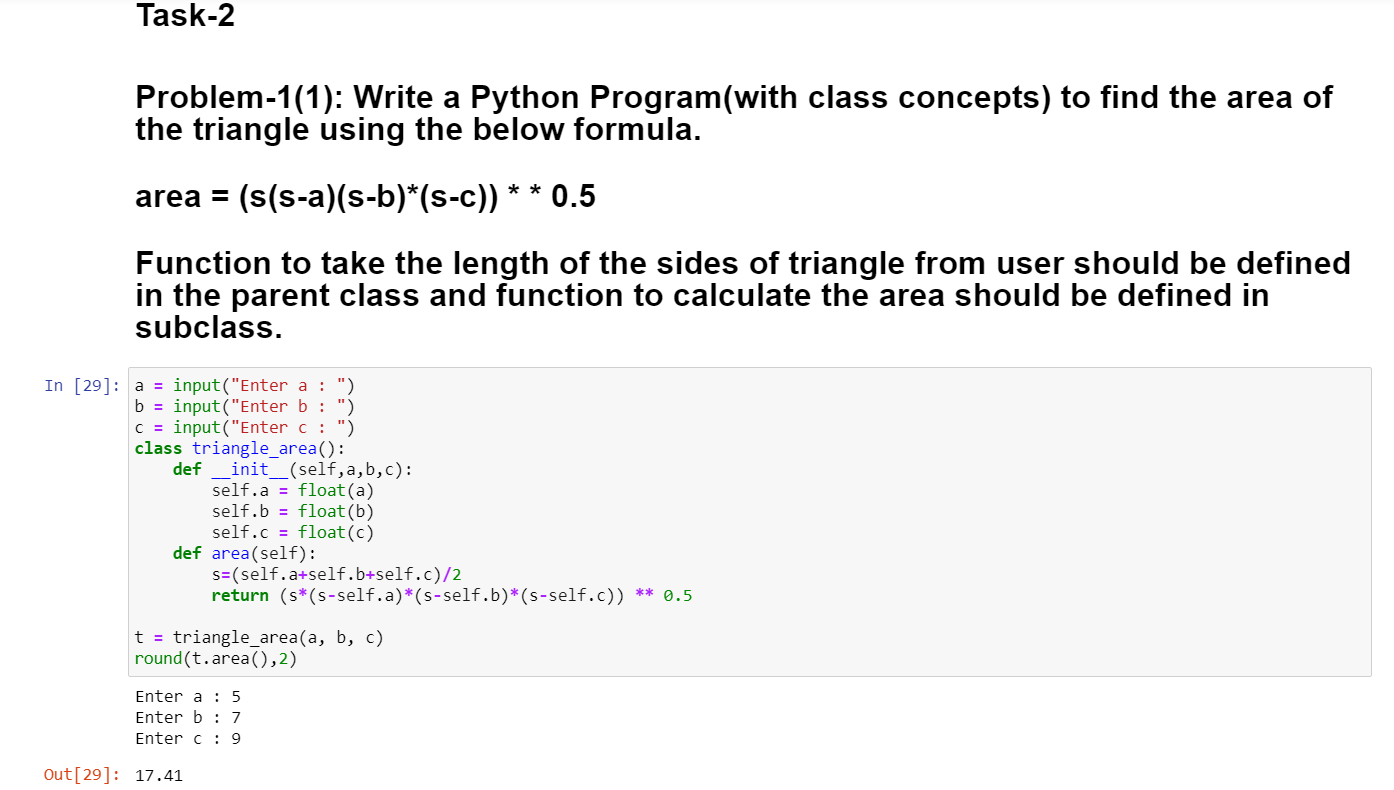 Task-2
Problem-1(1): Write a Python Program(with class concepts) to find the area of
the triangle using the below formula.
area = (s(s-a)(s-b)*(s-c)) * * 0.5
Function to take the length of the sides of triangle from user should be defined
in the parent class and function to calculate the area should be defined in
subclass.
In [29]: a = input("Enter a : ")
b = input("Enter b : ")
c = input("Enter c : ")
class triangle_area():
    def __init__(self,a,b,c):
        self.a = float(a)
        self.b = float(b)
        self.c = float(c)
    def area(self):
        s=(self.a+self.b+self.c)/2
        return (s*(s-self.a)*(s-self.b)*(s-self.c)) ** 0.5
t = triangle_area(a, b, c)
round(t.area(),2)
Enter a : 5
Enter b : 7
Enter c : 9
Out[29]: 17.41